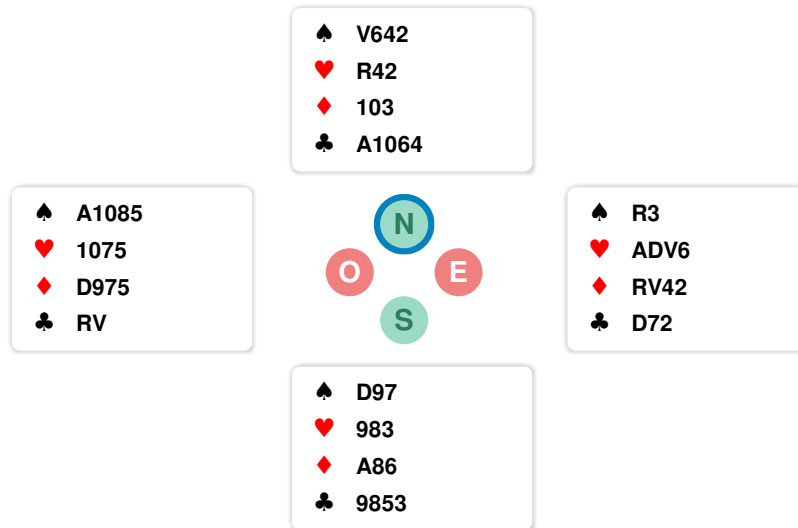 ♠ V642
♥ R42
♦ 103
♣ A1064
♠ A1085
♥ 1075
♦ D975
♣ RV
N
O
E
S
♠ R3
♥ ADV6
♦ RV42
♣ D72
♠ D97
♥ 983
♦ A86
♣ 9853